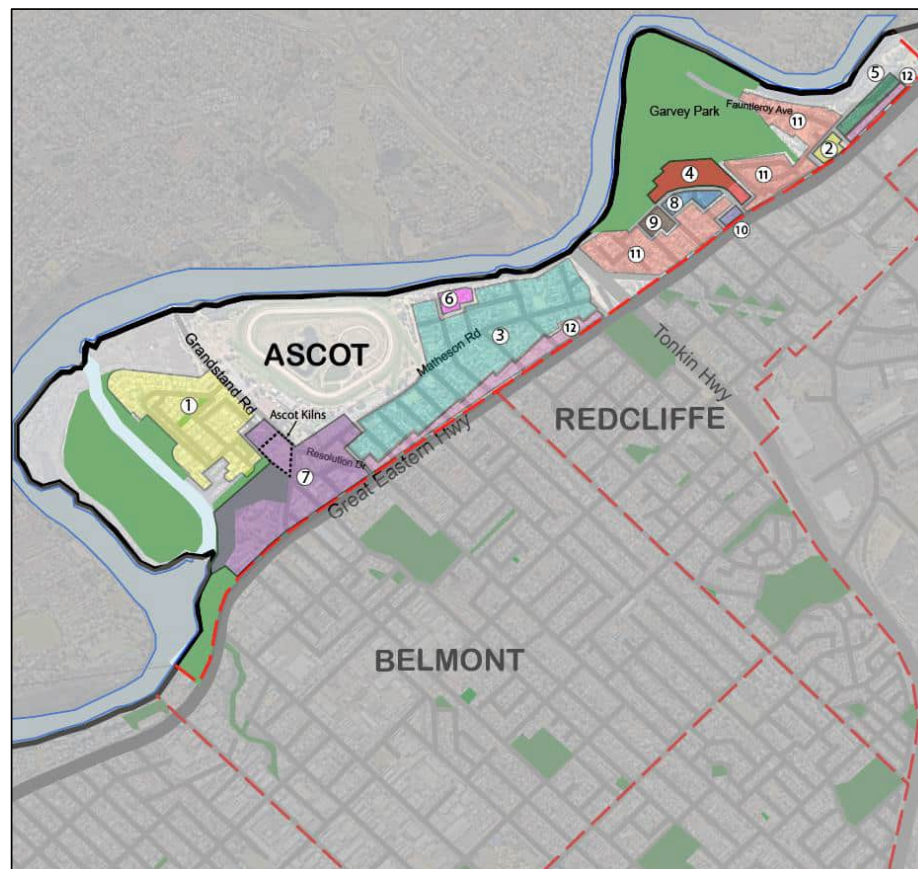 5
12
Fauntleroy Ave
11
Garvey Park
2
4
11
8
9
10
11
6
12
3
Matheson Rd
ASCOT
Grandstand Rd
Tonkin Hwy
1
Ascot Kilns
REDCLIFFE
Resolution Dr
7
Great Eastern Hwy
BELMONT